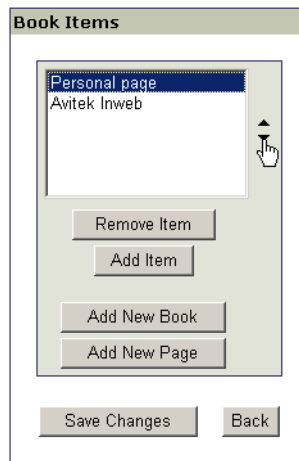 Book Items
Personal page
Avitek Inweb
Remove Item
Add Item
Add New Book
Add New Page
Save Changes Back